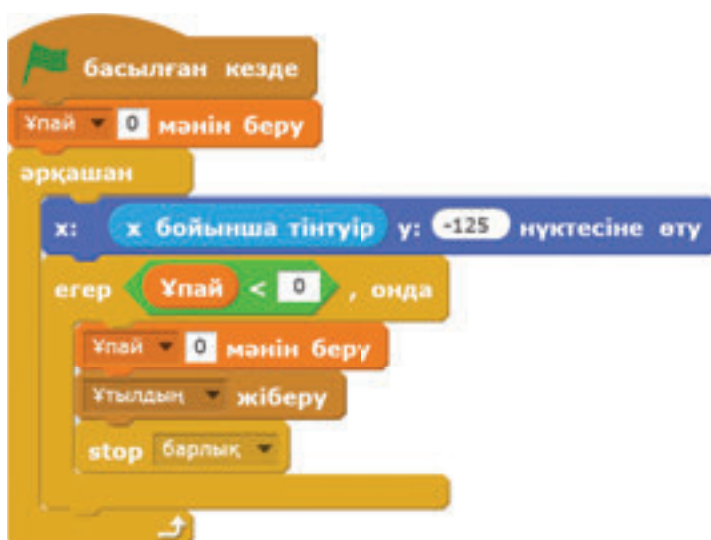 басылған кезде
Ұпай 0 мәнін беру
әрқашан
x: x бойынша тінтуір y: -125 нүктесіне өту
егер Ұпай < 0 , онда
Ұпай 0 мәнін беру
Ұтылдың жіберу
stop барлық